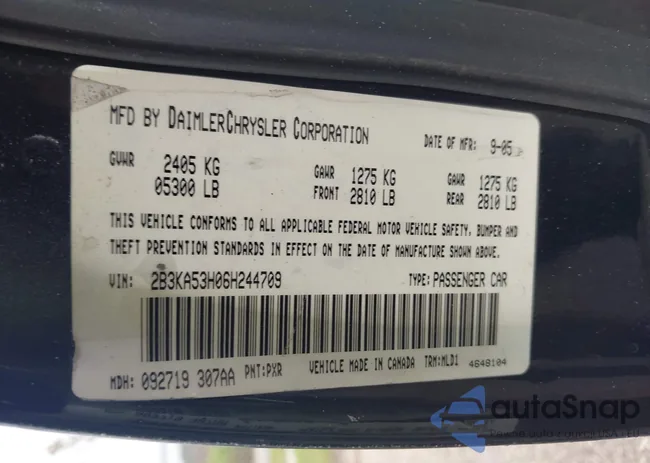 MFD BY DAIMLERCHRYSLER CORPORATION DATE OF MFR: 9-05
GVWR 2405 KG 05300 LB GAWR FRONT 1275 KG 2810 LB GAWR REAR 1275 KG 2810 LB
THIS VEHICLE CONFORMS TO ALL APPLICABLE FEDERAL MOTOR VEHICLE SAFETY, BUMPER AND
THEFT PREVENTION STANDARDS IN EFFECT ON THE DATE OF MANUFACTURE SHOWN ABOVE.
VIN: 2B3KA53H06H244709 TYPE: PASSENGER CAR
MDH: 092719 307AA PNT:PXR VEHICLE MADE IN CANADA TRM:MLD1 4648104
autaSnap